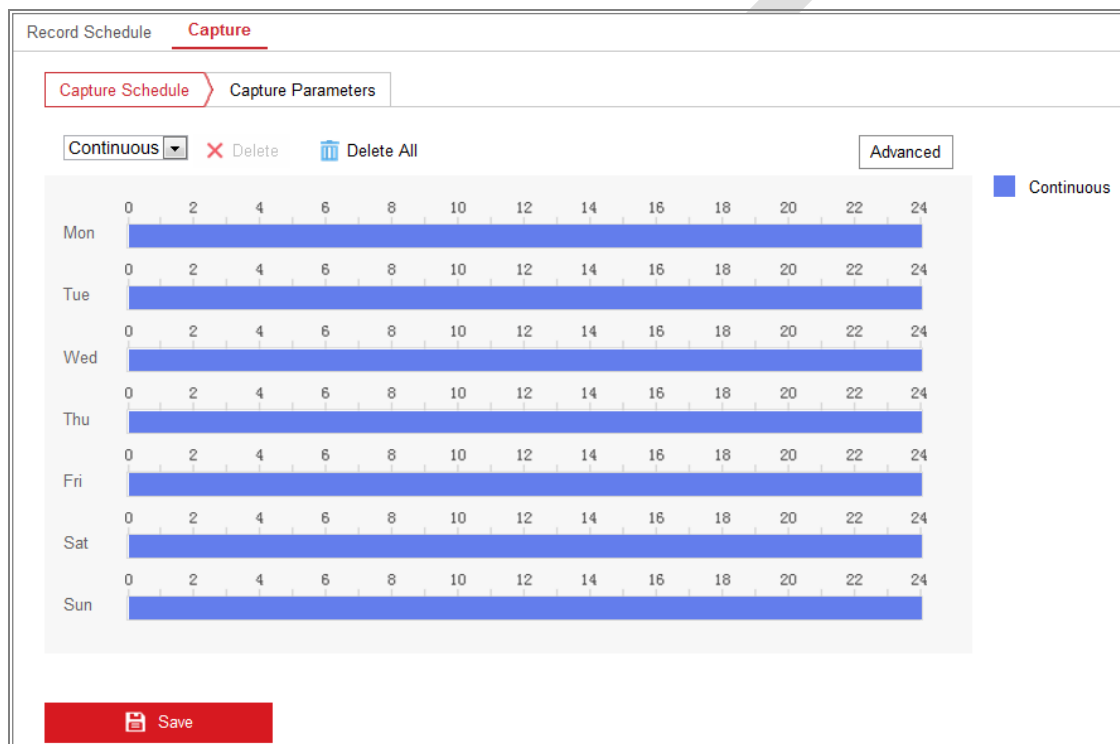 Record Schedule Capture
Capture Schedule Capture Parameters
Continuous Delete Delete All Advanced
Continuous
0 2 4 6 8 10 12 14 16 18 20 22 24
Mon
0 2 4 6 8 10 12 14 16 18 20 22 24
Tue
0 2 4 6 8 10 12 14 16 18 20 22 24
Wed
0 2 4 6 8 10 12 14 16 18 20 22 24
Thu
0 2 4 6 8 10 12 14 16 18 20 22 24
Fri
0 2 4 6 8 10 12 14 16 18 20 22 24
Sat
0 2 4 6 8 10 12 14 16 18 20 22 24
Sun
Save